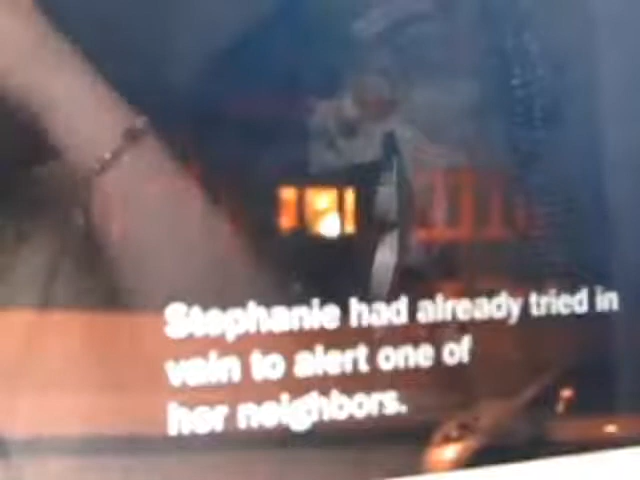 Stephanie had already tried in
vain to alert one of
her neighbors.